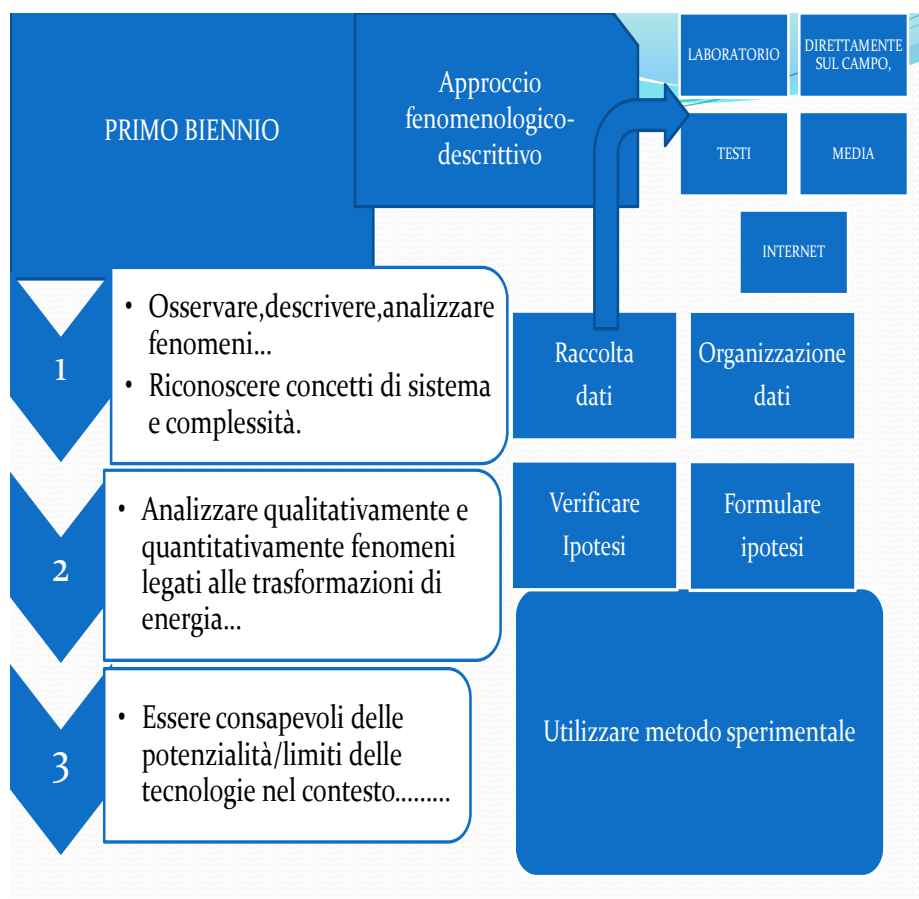 PRIMO BIENNIO
Approccio
fenomenologico-
descrittivo
LABORATORIO
DIRETTAMENTE
SUL CAMPO,
TESTI
MEDIA
INTERNET
1
• Osservare,descrivere,analizzare
fenomeni...
• Riconoscere concetti di sistema
e complessità.
Raccolta
dati
Organizzazione
dati
2
• Analizzare qualitativamente e
quantitativamente fenomeni
legati alle trasformazioni di
energia...
Verificare
Ipotesi
Formulare
ipotesi
3
• Essere consapevoli delle
potenzialità/limiti delle
tecnologie nel contesto.........
Utilizzare metodo sperimentale